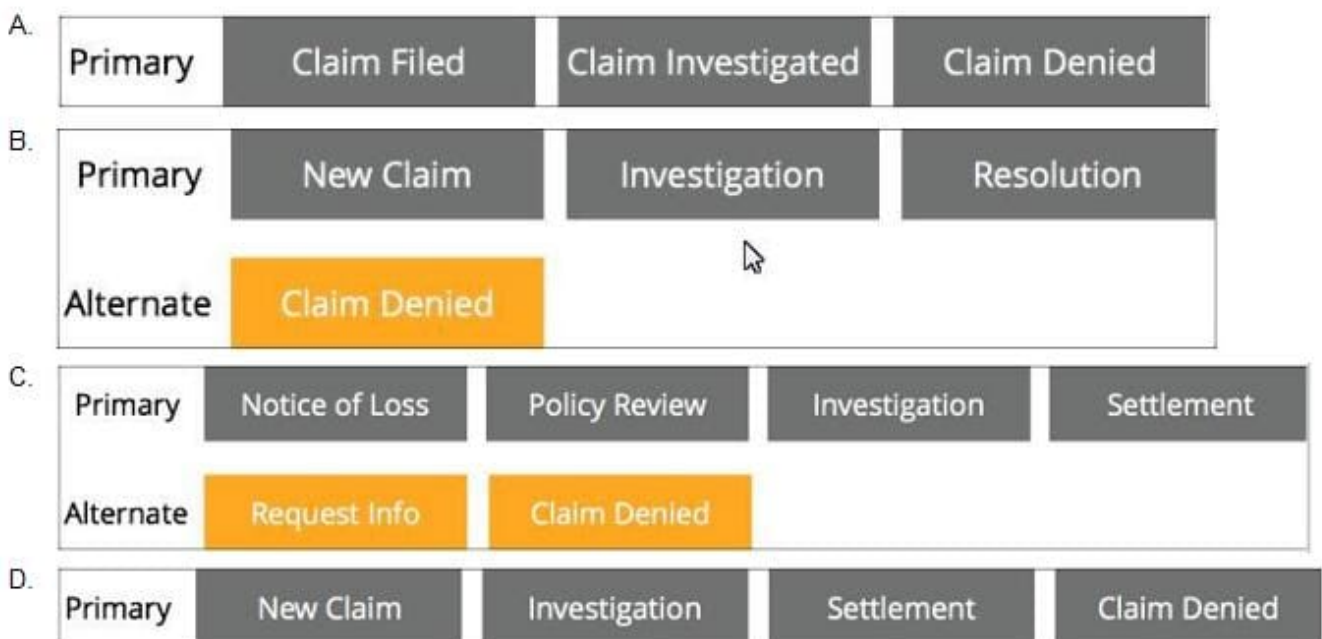 A. Primary Claim Filed Claim Investigated Claim Denied
B. Primary New Claim Investigation Resolution
Alternate Claim Denied
C. Primary Notice of Loss Policy Review Investigation Settlement
Alternate Request Info Claim Denied
D. Primary New Claim Investigation Settlement Claim Denied